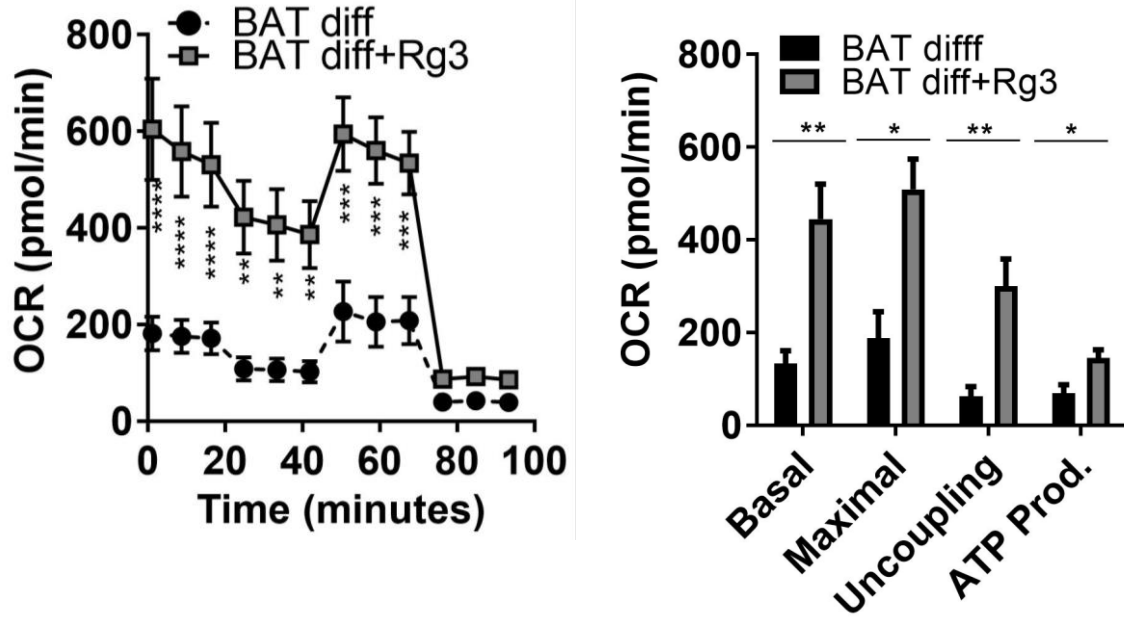 BAT diff
BAT diff+Rg3
800
600
400
200
0
OCR (pmol/min)
****
****
****
**
**
**
***
***
***
0 20 40 60 80 100
Time (minutes)
BAT difff
BAT diff+Rg3
800
600
400
200
0
OCR (pmol/min)
** * ** *
Basal
Maximal
Uncoupling
ATP Prod.